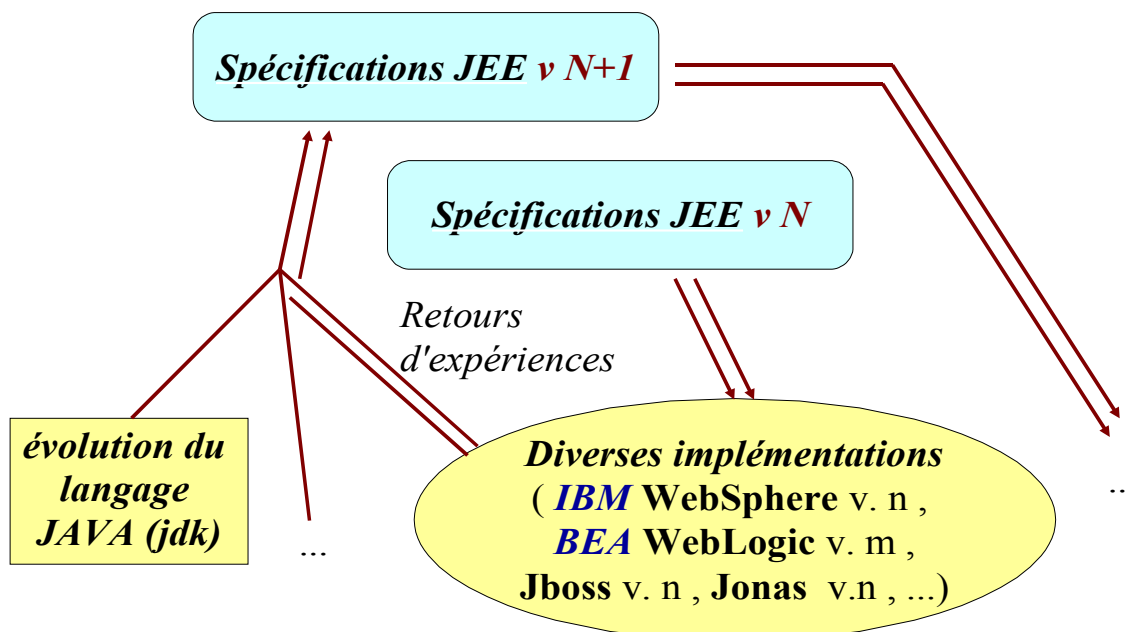 Spécifications JEE v N+1
Spécifications JEE v N
Retours
d'expériences
évolution du
langage
JAVA (jdk)
...
Diverses implémentations
( IBM WebSphere v. n ,
BEA WebLogic v. m ,
Jboss v. n , Jonas v.n , ...)
..